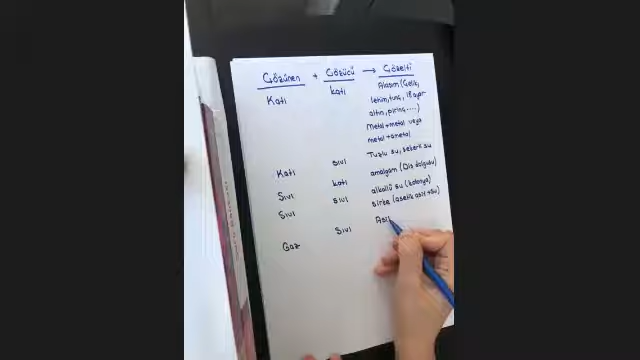 Çözünen + Çözücü → Çözelti
Katı katı Alaşım (Çelik,
lehim, tunç, 18 ayar
altın, pirinç....)
Metal + metal veya
metal + ametal
Katı sıvı Tuzlu su, şekerli su
Sıvı katı amalgam (Diş dolgusu)
Sıvı sıvı alkollü su (kolonya)
sirke (asetik asit + su)
Gaz Sıvı Asi